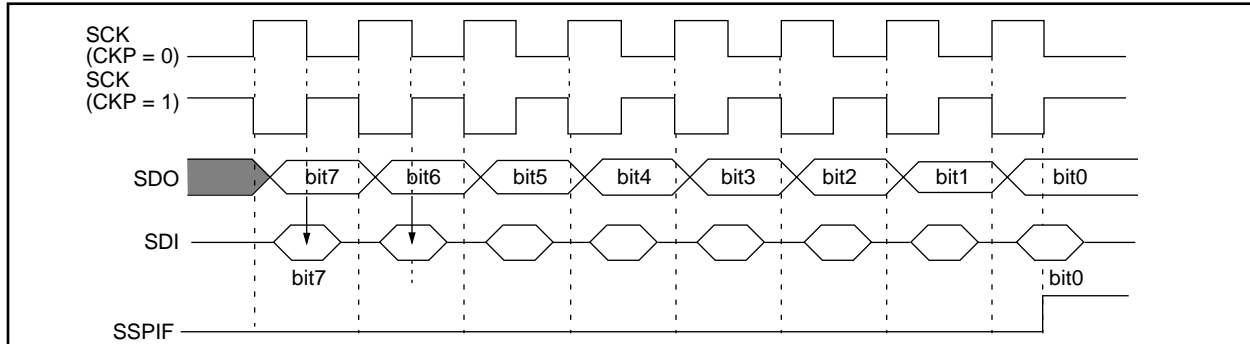 SCK
(CKP = 0)
SCK
(CKP = 1)
SDO bit7 bit6 bit5 bit4 bit3 bit2 bit1 bit0
SDI
bit7 bit0
SSPIF